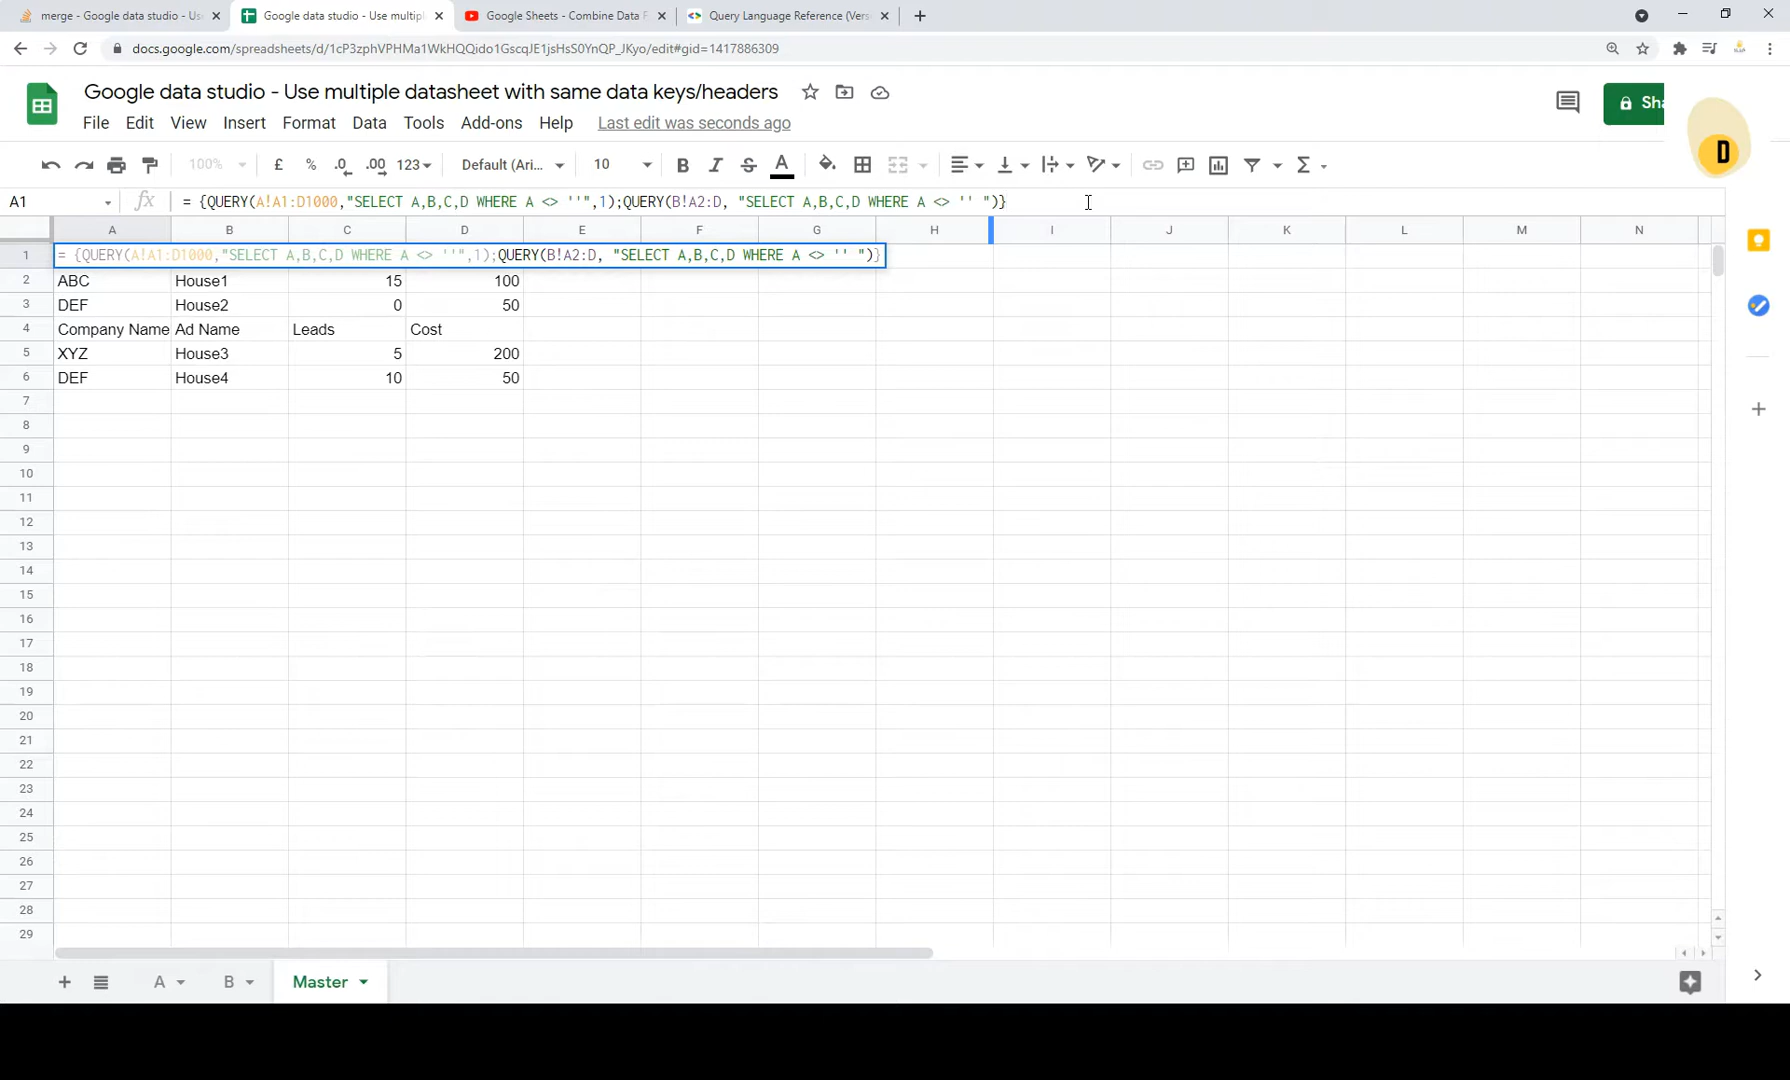 merge - Google data studio - Use
Google data studio - Use multipl
Google Sheets - Combine Data F
Query Language Reference (Vers
docs.google.com/spreadsheets/d/1cP3zphVPHMa1WkHQQido1GscqJE1jsHsS0YnQP_JKyo/edit#gid=1417886309
Google data studio - Use multiple datasheet with same data keys/headers
Sha
File Edit View Insert Format Data Tools Add-ons Help Last edit was seconds ago
D
100% £ % .0 .00 123 Default (Ari... 10 B I S A Σ
A1 fx = {QUERY(A!A1:D1000,"SELECT A,B,C,D WHERE A <> ''",1);QUERY(B!A2:D, "SELECT A,B,C,D WHERE A <> '' ")}
A B C D E F G H I J K L M N
1 = {QUERY(A!A1:D1000,"SELECT A,B,C,D WHERE A <> ''",1);QUERY(B!A2:D, "SELECT A,B,C,D WHERE A <> '' ")}
2 ABC House1 15 100
3 DEF House2 0 50
4 Company Name Ad Name Leads Cost
5 XYZ House3 5 200
6 DEF House4 10 50
7
8
9
10
11
12
13
14
15
16
17
18
19
20
21
22
23
24
25
26
27
28
29
A B Master